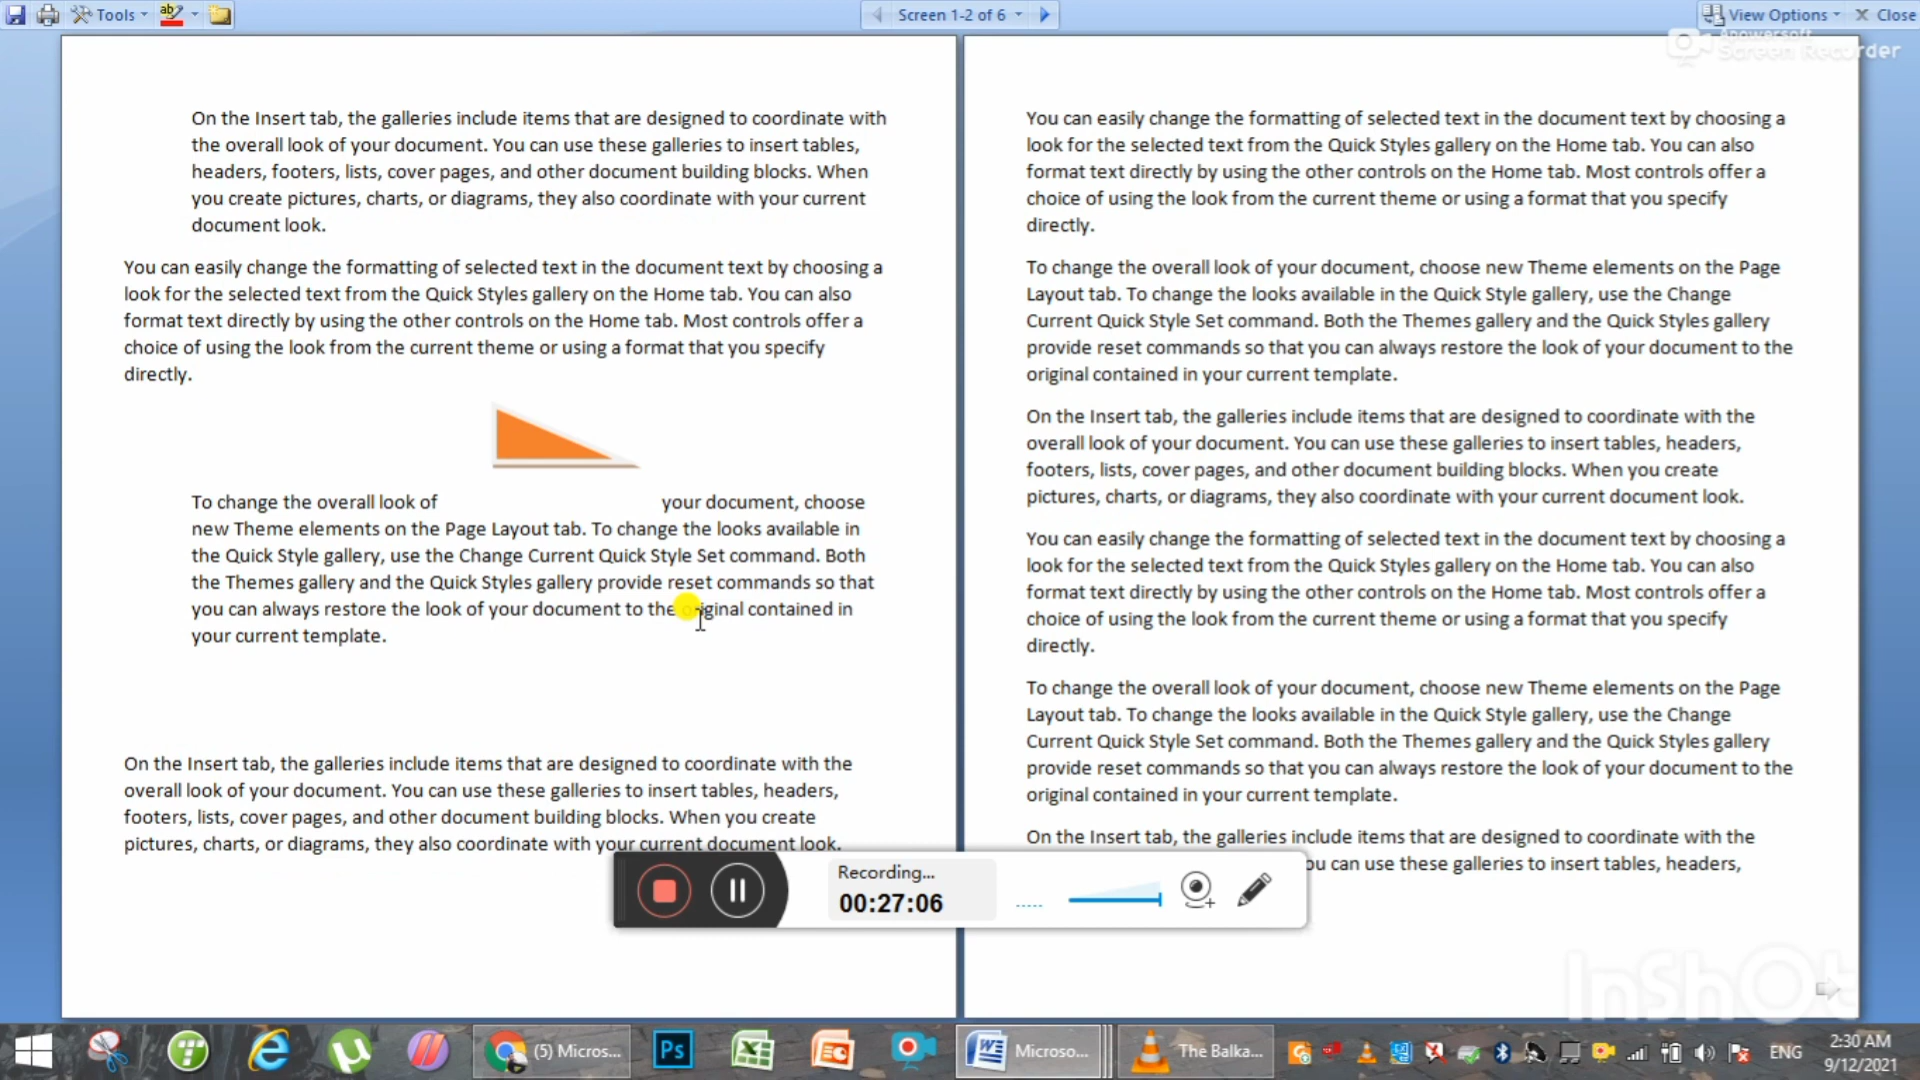 Tools
Screen 1-2 of 6
View Options
Close
Apowersoft
Screen Recorder
On the Insert tab, the galleries include items that are designed to coordinate with
the overall look of your document. You can use these galleries to insert tables,
headers, footers, lists, cover pages, and other document building blocks. When
you create pictures, charts, or diagrams, they also coordinate with your current
document look.
You can easily change the formatting of selected text in the document text by choosing a
look for the selected text from the Quick Styles gallery on the Home tab. You can also
format text directly by using the other controls on the Home tab. Most controls offer a
choice of using the look from the current theme or using a format that you specify
directly.
To change the overall look of your document, choose
new Theme elements on the Page Layout tab. To change the looks available in
the Quick Style gallery, use the Change Current Quick Style Set command. Both
the Themes gallery and the Quick Styles gallery provide reset commands so that
you can always restore the look of your document to the original contained in
your current template.
On the Insert tab, the galleries include items that are designed to coordinate with the
overall look of your document. You can use these galleries to insert tables, headers,
footers, lists, cover pages, and other document building blocks. When you create
pictures, charts, or diagrams, they also coordinate with your current document look.
You can easily change the formatting of selected text in the document text by choosing a
look for the selected text from the Quick Styles gallery on the Home tab. You can also
format text directly by using the other controls on the Home tab. Most controls offer a
choice of using the look from the current theme or using a format that you specify
directly.
To change the overall look of your document, choose new Theme elements on the Page
Layout tab. To change the looks available in the Quick Style gallery, use the Change
Current Quick Style Set command. Both the Themes gallery and the Quick Styles gallery
provide reset commands so that you can always restore the look of your document to the
original contained in your current template.
On the Insert tab, the galleries include items that are designed to coordinate with the
overall look of your document. You can use these galleries to insert tables, headers,
footers, lists, cover pages, and other document building blocks. When you create
pictures, charts, or diagrams, they also coordinate with your current document look.
You can easily change the formatting of selected text in the document text by choosing a
look for the selected text from the Quick Styles gallery on the Home tab. You can also
format text directly by using the other controls on the Home tab. Most controls offer a
choice of using the look from the current theme or using a format that you specify
directly.
To change the overall look of your document, choose new Theme elements on the Page
Layout tab. To change the looks available in the Quick Style gallery, use the Change
Current Quick Style Set command. Both the Themes gallery and the Quick Styles gallery
provide reset commands so that you can always restore the look of your document to the
original contained in your current template.
On the Insert tab, the galleries include items that are designed to coordinate with the
ou can use these galleries to insert tables, headers,
Recording...
00:27:06
InShOt
(5) Micros...
Ps
Microso...
The Balka...
ENG
2:30 AM
9/12/2021